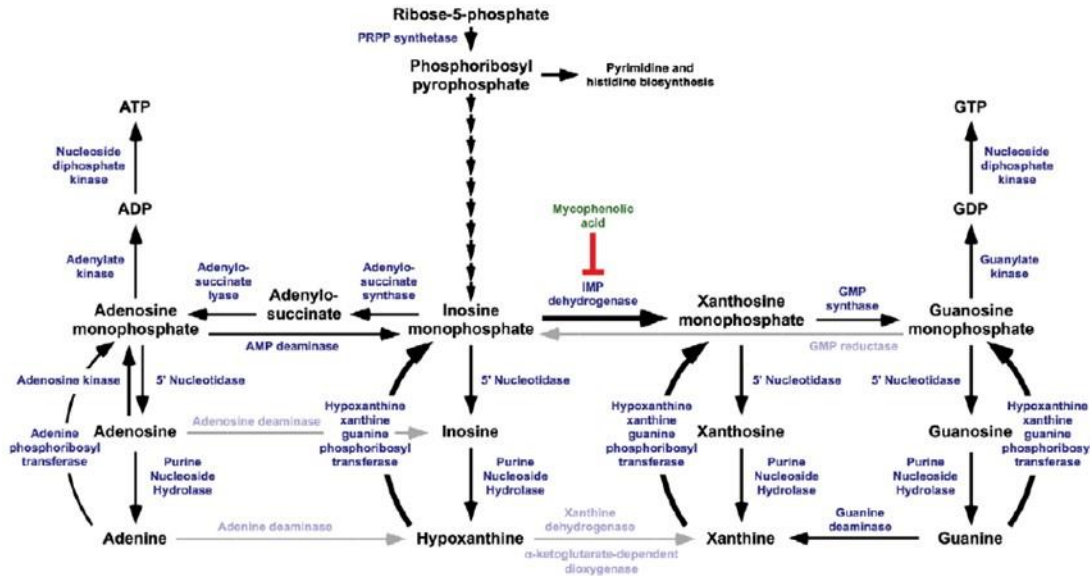 Ribose-5-phosphate
PRPP synthetase
Phosphoribosyl
pyrophosphate
Pyrimidine and
histidine biosynthesis
ATP
GTP
Nucleoside
diphosphate
kinase
Nucleoside
diphosphate
kinase
ADP
Mycophenolic
acid
GDP
Adenylate
kinase
Adenylo-
succinate
lyase
Adenylo-
succinate
synthase
IMP
dehydrogenase
Guanylate
kinase
Adenosine
monophosphate
Adenylo-
succinate
Inosine
monophosphate
Xanthosine
monophosphate
GMP
synthase
Guanosine
monophosphate
AMP deaminase
GMP reductase
Adenosine kinase
5' Nucleotidase
5' Nucleotidase
5' Nucleotidase
5' Nucleotidase
Adenine
phosphoribosyl
transferase
Adenosine
Adenosine deaminase
Hypoxanthine
xanthine
guanine
phosphoribosyl
transferase
Inosine
Hypoxanthine
xanthine
guanine
phosphoribosyl
transferase
Xanthosine
Guanosine
Hypoxanthine
xanthine
guanine
phosphoribosyl
transferase
Purine
Nucleoside
Hydrolase
Purine
Nucleoside
Hydrolase
Purine
Nucleoside
Hydrolase
Purine
Nucleoside
Hydrolase
Adenine
Adenine deaminase
Hypoxanthine
Xanthine
dehydrogenase
α-ketoglutarate-dependent
dioxygenase
Xanthine
Guanine
deaminase
Guanine